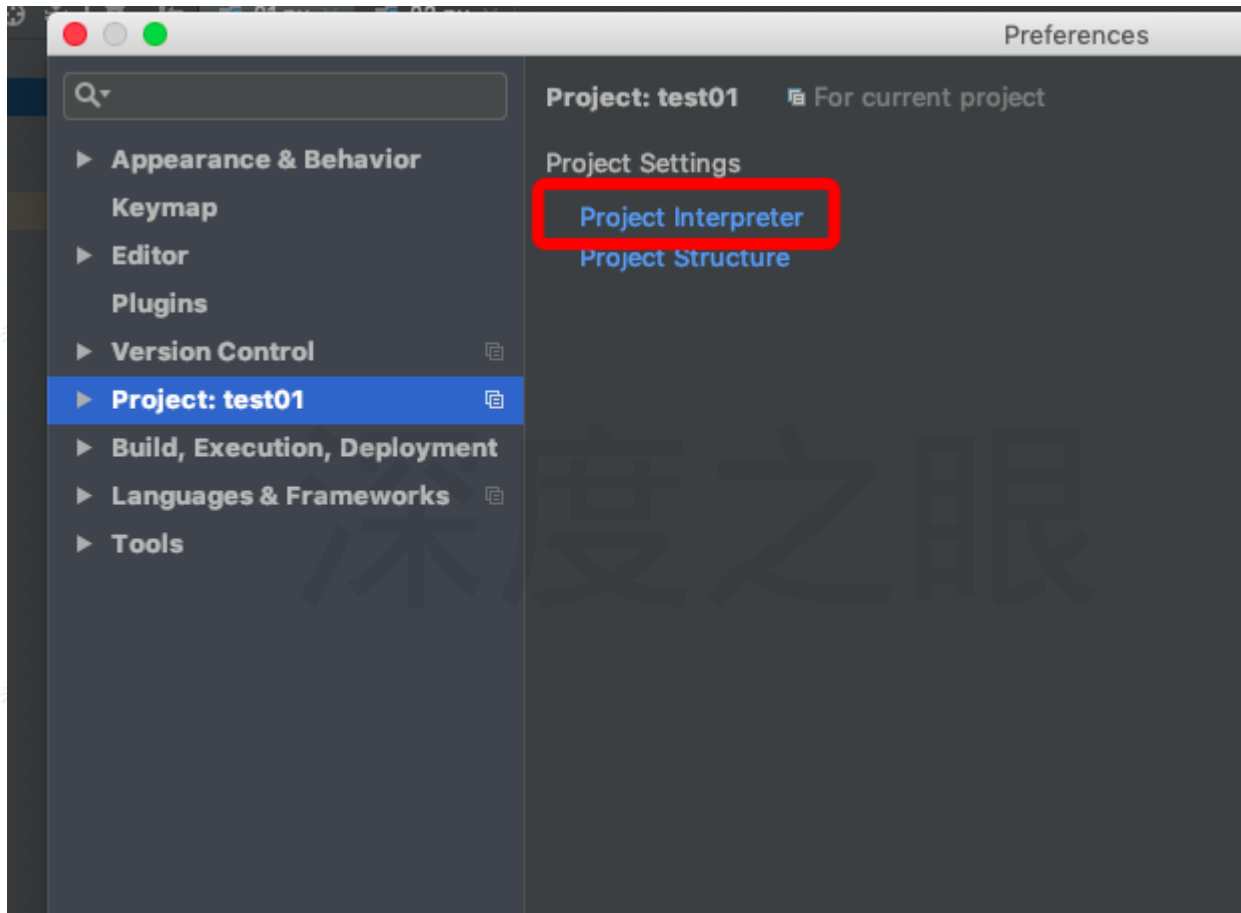 Preferences
Project: test01 For current project
Appearance & Behavior
Project Settings
Keymap
Project Interpreter
Editor
Project Structure
Plugins
Version Control
Project: test01
Build, Execution, Deployment
Languages & Frameworks
Tools
深度之眼